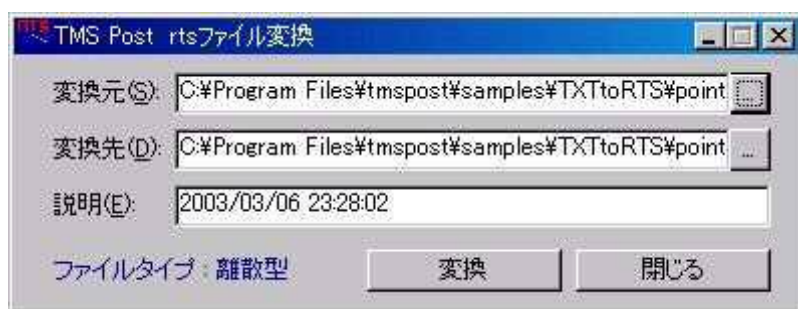 RTS TMS Post rtsファイル変換
変換元(S): C:¥Program Files¥tmspost¥samples¥TXTtoRTS¥point ...
変換先(D): C:¥Program Files¥tmspost¥samples¥TXTtoRTS¥point ...
説明(E): 2003/03/06 23:28:02
ファイルタイプ : 離散型 変換 閉じる